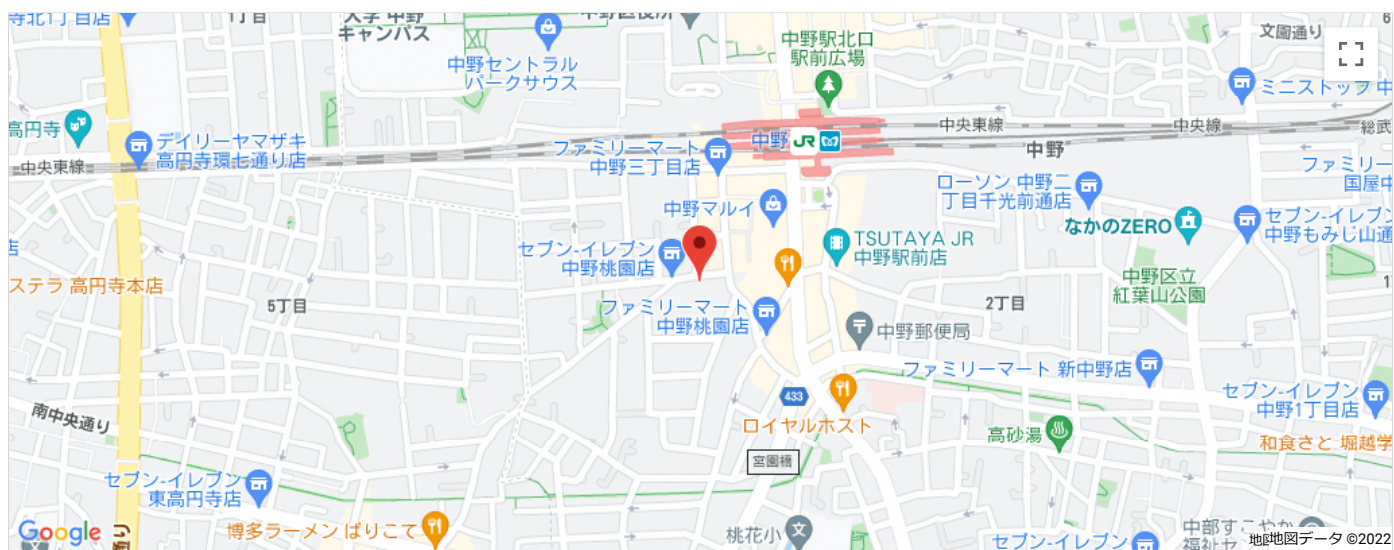 寺北1丁目店
1丁目
大学 中野
キャンパス
中野区役所
中野セントラル
パークサウス
中野駅北口
駅前広場
文園通り
ミニストップ 中
高円寺
デイリーヤマザキ
高円寺環七通り店
中央東線
ファミリーマート
中野三丁目店
中野
JR
中央東線
中央線
総武
中野
ファミリー
国屋中
ローソン 中野二
丁目千光前通店
中野マルイ
なかのZERO
セブン-イレブン
中野もみじ山通
セブン-イレブン
中野桃園店
TSUTAYA JR
中野駅前店
店
ステラ 高円寺本店
5丁目
中野区立
紅葉山公園
1
2丁目
ファミリーマート
中野桃園店
中野郵便局
ファミリーマート 新中野店
433
セブン-イレブン
中野1丁目店
南中央通り
ロイヤルホスト
高砂湯
和食さと 堀越学
宮園橋
セブン-イレブン
東高円寺店
博多ラーメン ばりこて
桃花小
文
中部すこやか
福祉セ
セブン-イレブン
Google
地図データ ©2022